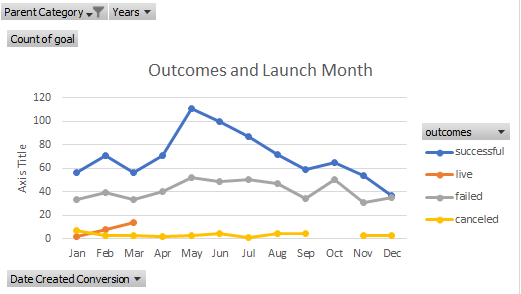 Parent Category Years
Count of goal
Outcomes and Launch Month
120
100
80
60
40
20
0
Axis Title
Jan Feb Mar Apr May Jun Jul Aug Sep Oct Nov Dec
outcomes
successful
live
failed
canceled
Date Created Conversion